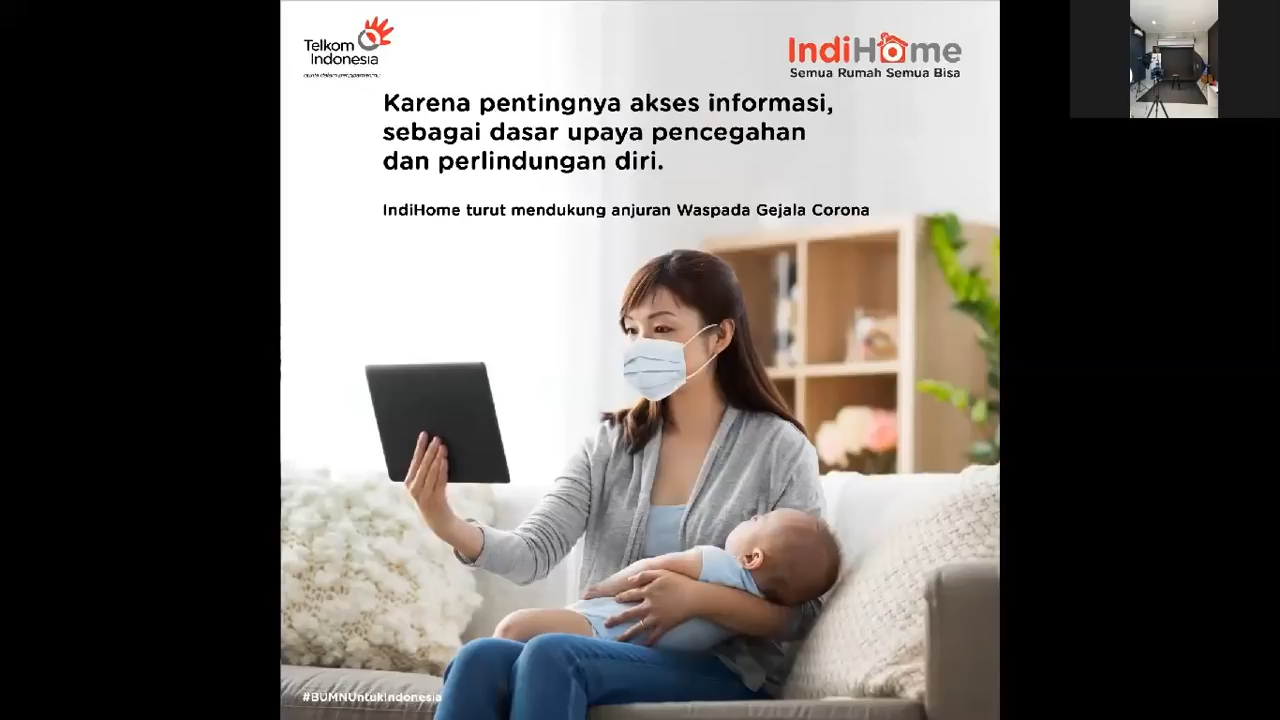 Telkom
Indonesia
IndiHome
Semua Rumah Semua Bisa
Karena pentingnya akses informasi,
sebagai dasar upaya pencegahan
dan perlindungan diri.
IndiHome turut mendukung anjuran Waspada Gejala Corona
#BUMNUntukIndonesia